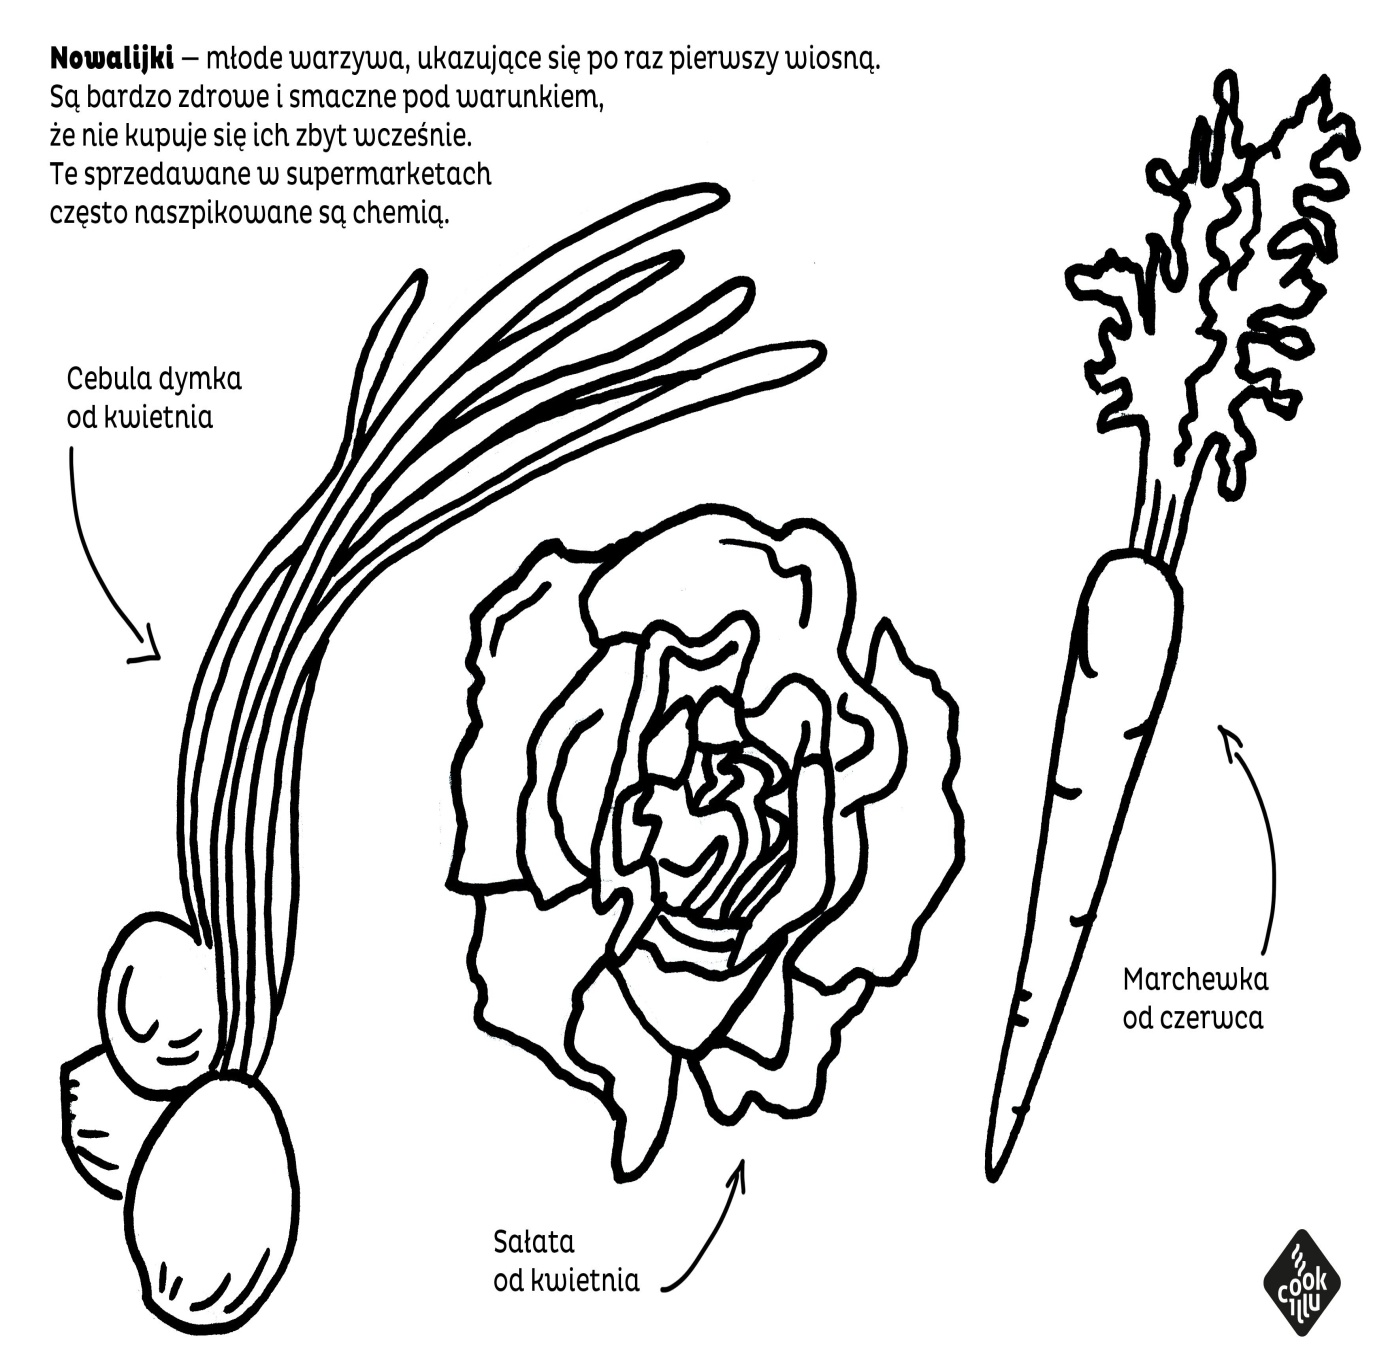 Nowalijki – młode warzywa, ukazujące się po raz pierwszy wiosną.
Są bardzo zdrowe i smaczne pod warunkiem,
że nie kupuje się ich zbyt wcześnie.
Te sprzedawane w supermarketach
często naszpikowane są chemią.
Cebula dymka
od kwietnia
Marchewka
od czerwca
Sałata
od kwietnia
cook
illu